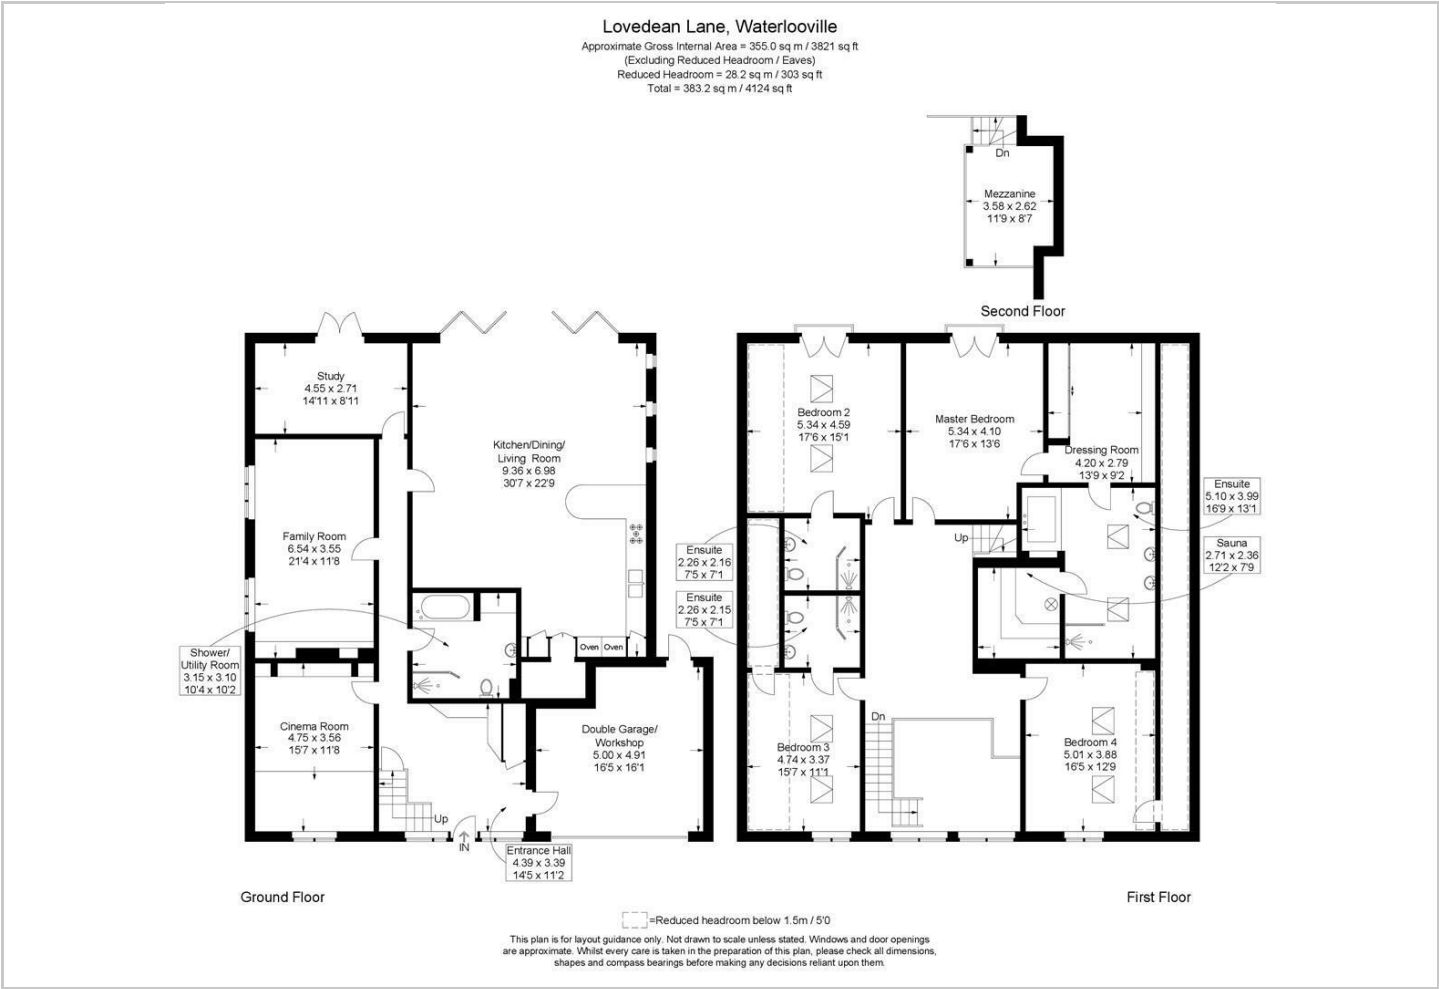 Lovedean Lane, Waterlooville
Approximate Gross Internal Area = 355.0 sq m / 3821 sq ft
(Excluding Reduced Headroom / Eaves)
Reduced Headroom = 28.2 sq m / 303 sq ft
Total = 383.2 sq m / 4124 sq ft
Dn
Mezzanine
3.58 x 2.62
11'9 x 8'7
Second Floor
Study
4.55 x 2.71
14'11 x 8'11
Kitchen/Dining/
Living Room
9.36 x 6.98
30'7 x 22'9
Family Room
6.54 x 3.55
21'4 x 11'8
Shower/
Utility Room
3.15 x 3.10
10'4 x 10'2
Oven
Oven
Cinema Room
4.75 x 3.56
15'7 x 11'8
Double Garage/
Workshop
5.00 x 4.91
16'5 x 16'1
Up
IN
Entrance Hall
4.39 x 3.39
14'5 x 11'2
Ground Floor
Bedroom 2
5.34 x 4.59
17'6 x 15'1
Master Bedroom
5.34 x 4.10
17'6 x 13'6
Dressing Room
4.20 x 2.79
13'9 x 9'2
Ensuite
5.10 x 3.99
16'9 x 13'1
Up
Sauna
2.71 x 2.36
12'2 x 7'9
Ensuite
2.26 x 2.16
7'5 x 7'1
Ensuite
2.26 x 2.15
7'5 x 7'1
Dn
Bedroom 3
4.74 x 3.37
15'7 x 11'1
Bedroom 4
5.01 x 3.88
16'5 x 12'9
First Floor
=Reduced headroom below 1.5m / 5'0
This plan is for layout guidance only. Not drawn to scale unless stated. Windows and door openings
are approximate. Whilst every care is taken in the preparation of this plan, please check all dimensions,
shapes and compass bearings before making any decisions reliant upon them.